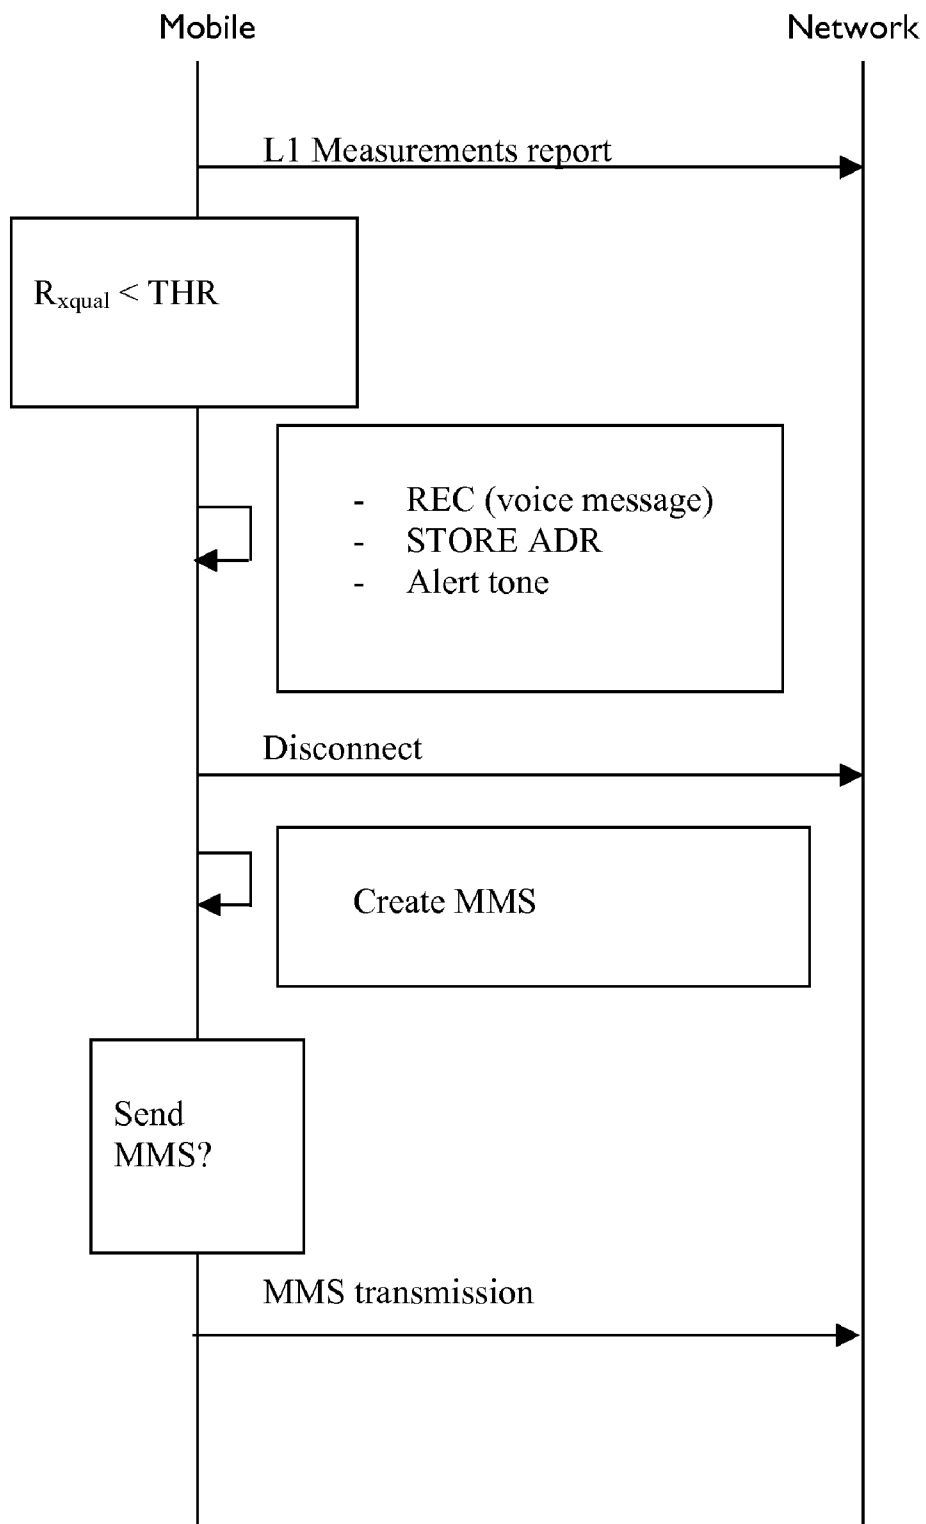 Mobile
Network
L1 Measurements report
Rxqual < THR
- REC (voice message)
- STORE ADR
- Alert tone
Disconnect
Create MMS
Send
MMS?
MMS transmission